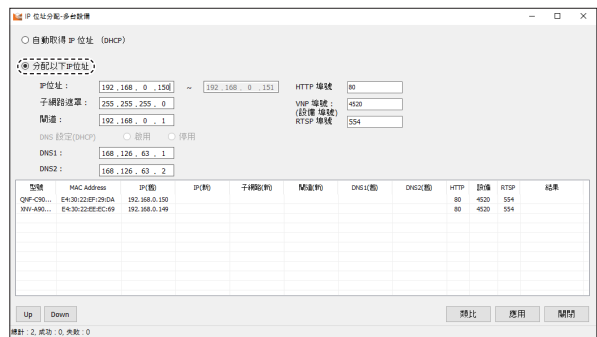 IP 位址分配-多台設備
自動取得 IP 位址 (DHCP)
分配以下IP位址
IP位址： 192 . 168 . 0 . 150 ~ 192 . 168 . 0 . 151 HTTP 埠號 80
子網路遮罩： 255 . 255 . 255 . 0 VNP 埠號： 4520
(設備 埠號)
閘道： 192 . 168 . 0 . 1 RTSP 埠號 554
DNS 設定(DHCP) 啟用 停用
DNS1： 168 . 126 . 63 . 1
DNS2： 168 . 126 . 63 . 2
型號 MAC Address IP(舊) IP(新) 子網路(新) 閘道(新) DNS1(舊) DNS2(舊) HTTP 設備 RTSP 結果
QNF-C90... E4:30:22:EF:29:DA 192.168.0.150 80 4520 554
XNV-A90... E4:30:22:EE:EC:69 192.168.0.149 80 4520 554
Up Down 類比 應用 關閉
總計：2, 成功：0, 失敗：0